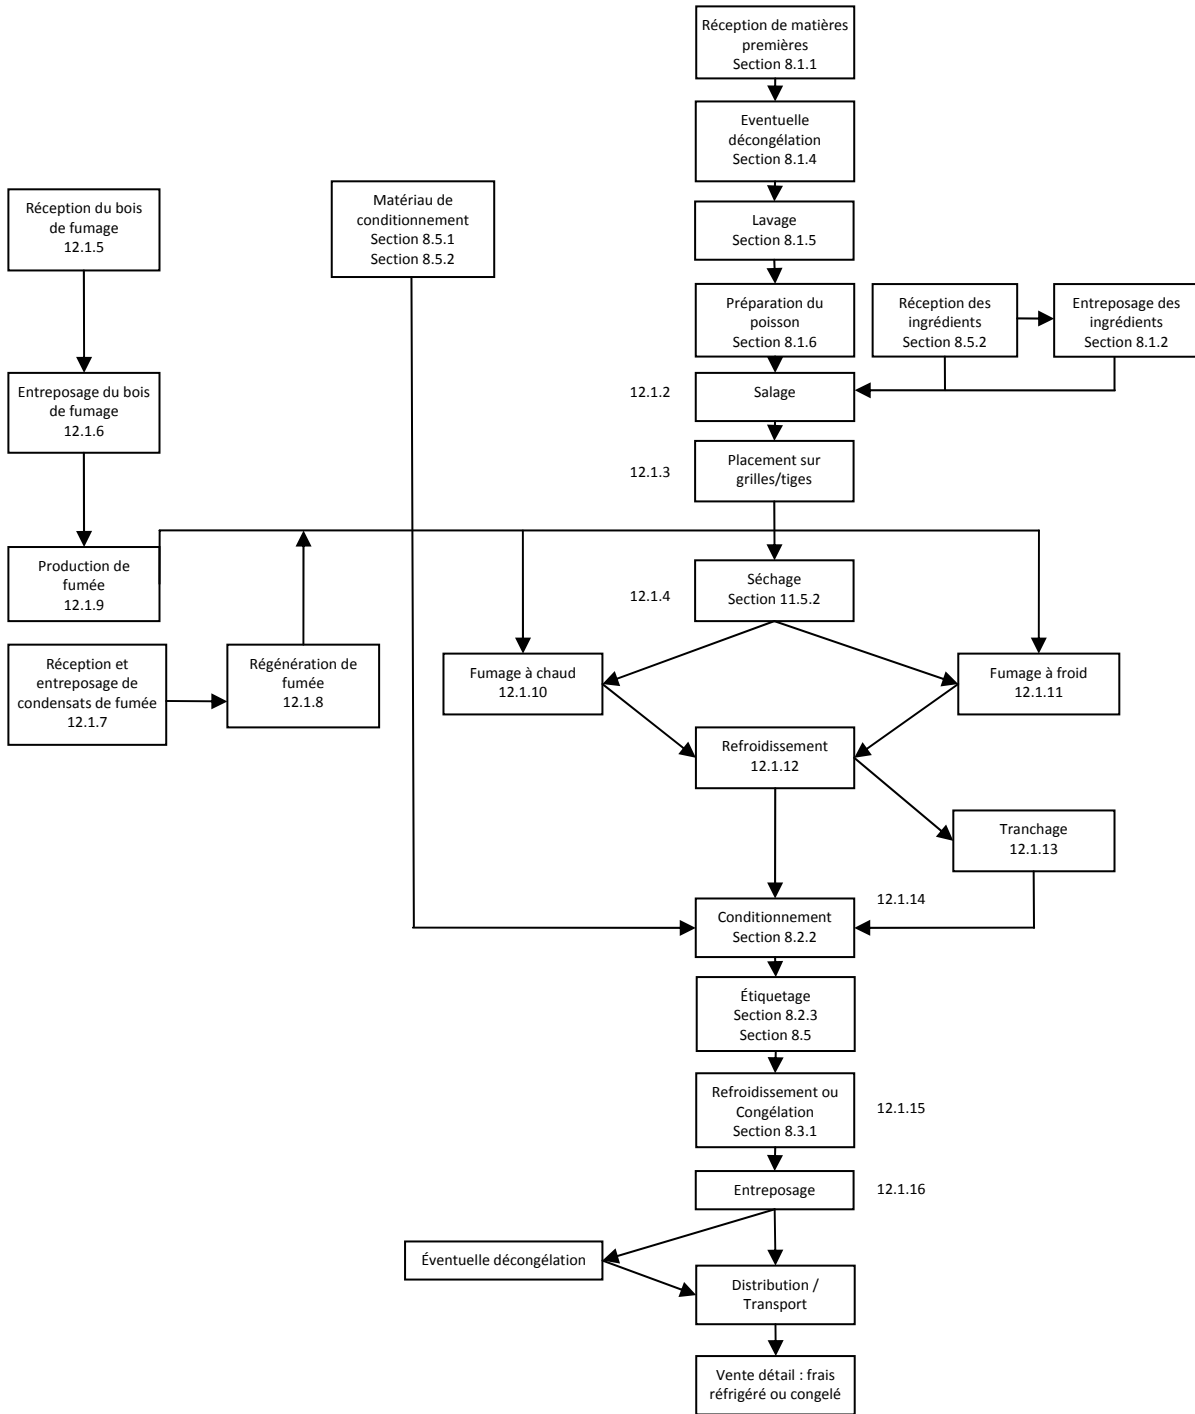 Réception de matières
premières
Section 8.1.1
Eventuelle
décongélation
Section 8.1.4
Réception du bois
de fumage
12.1.5
Matériau de
conditionnement
Section 8.5.1
Section 8.5.2
Lavage
Section 8.1.5
Préparation du
poisson
Section 8.1.6
Réception des
ingrédients
Section 8.5.2
Entreposage des
ingrédients
Section 8.1.2
Entreposage du bois
de fumage
12.1.6
12.1.2
Salage
12.1.3
Placement sur
grilles/tiges
Production de
fumée
12.1.9
12.1.4
Séchage
Section 11.5.2
Réception et
entreposage de
condensats de fumée
12.1.7
Régénération de
fumée
12.1.8
Fumage à chaud
12.1.10
Fumage à froid
12.1.11
Refroidissement
12.1.12
Tranchage
12.1.13
12.1.14
Conditionnement
Section 8.2.2
Étiquetage
Section 8.2.3
Section 8.5
Refroidissement ou
Congélation
Section 8.3.1
12.1.15
Entreposage
12.1.16
Éventuelle décongélation
Distribution /
Transport
Vente détail : frais
réfrigéré ou congelé